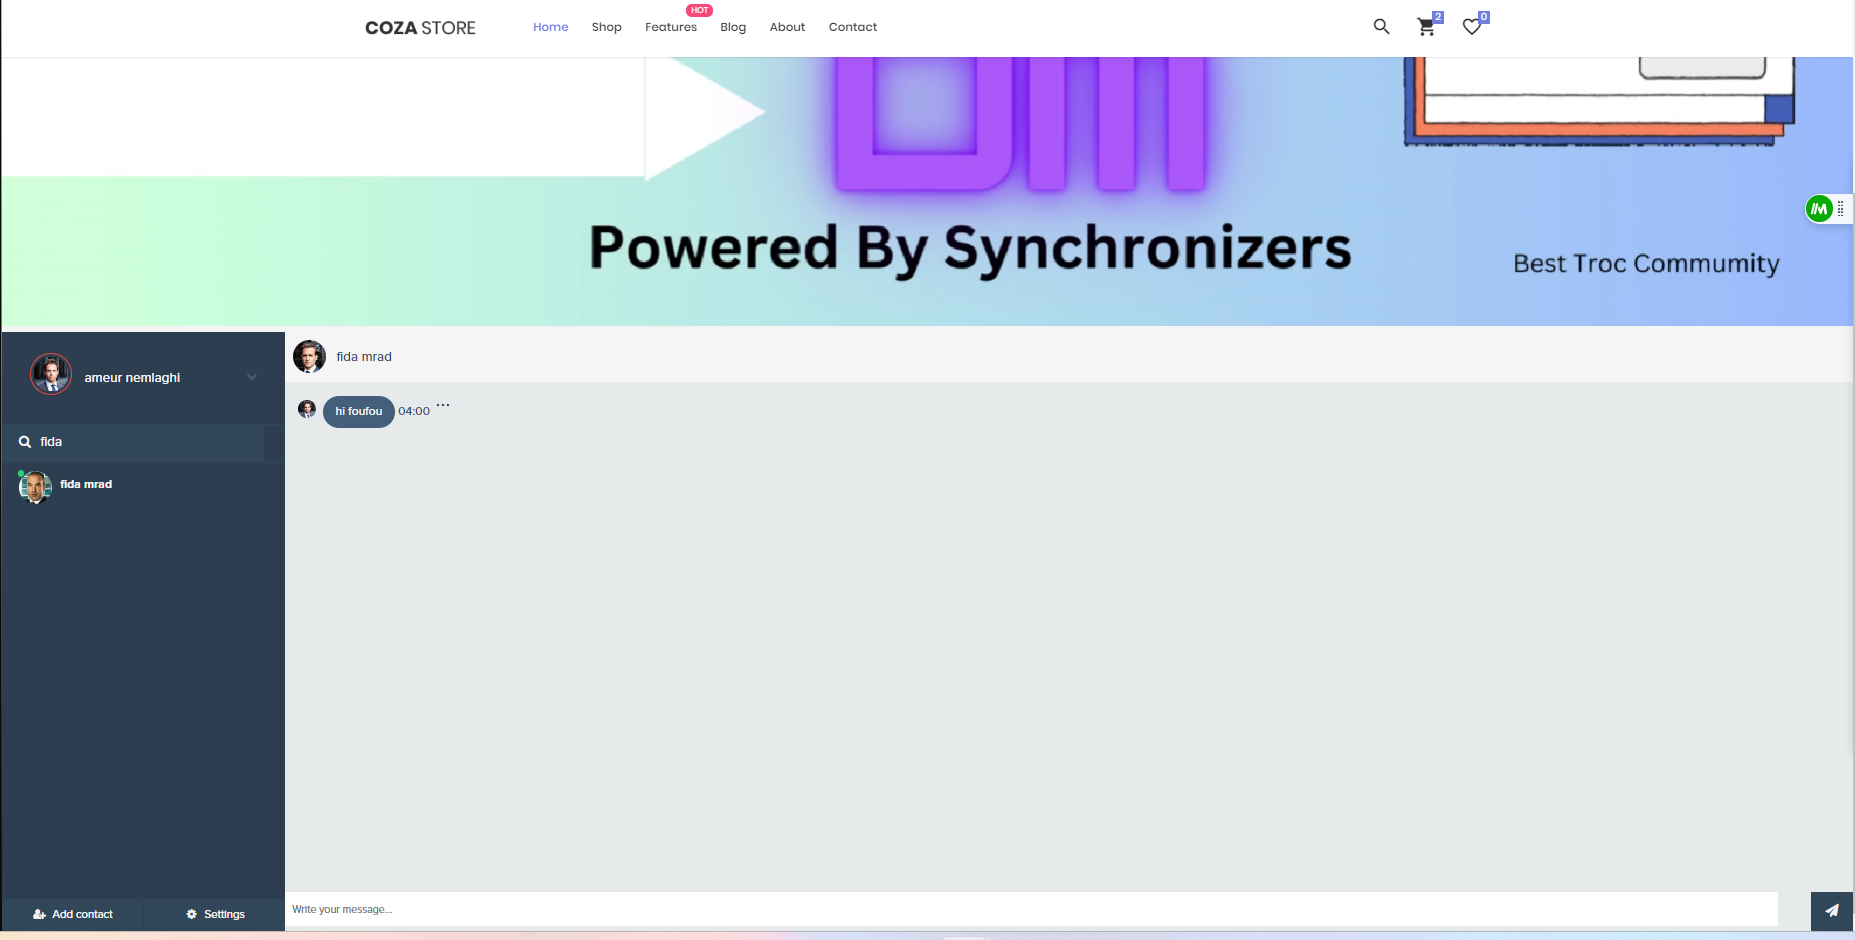 COZA STORE
Home
Shop
Features
HOT
Blog
About
Contact
2
0
Powered By Synchronizers
Best Troc Commumity
ameur nemlaghi
fida
fida mrad
Add contact
Settings
fida mrad
hi foufou
04:00
...
Write your message...